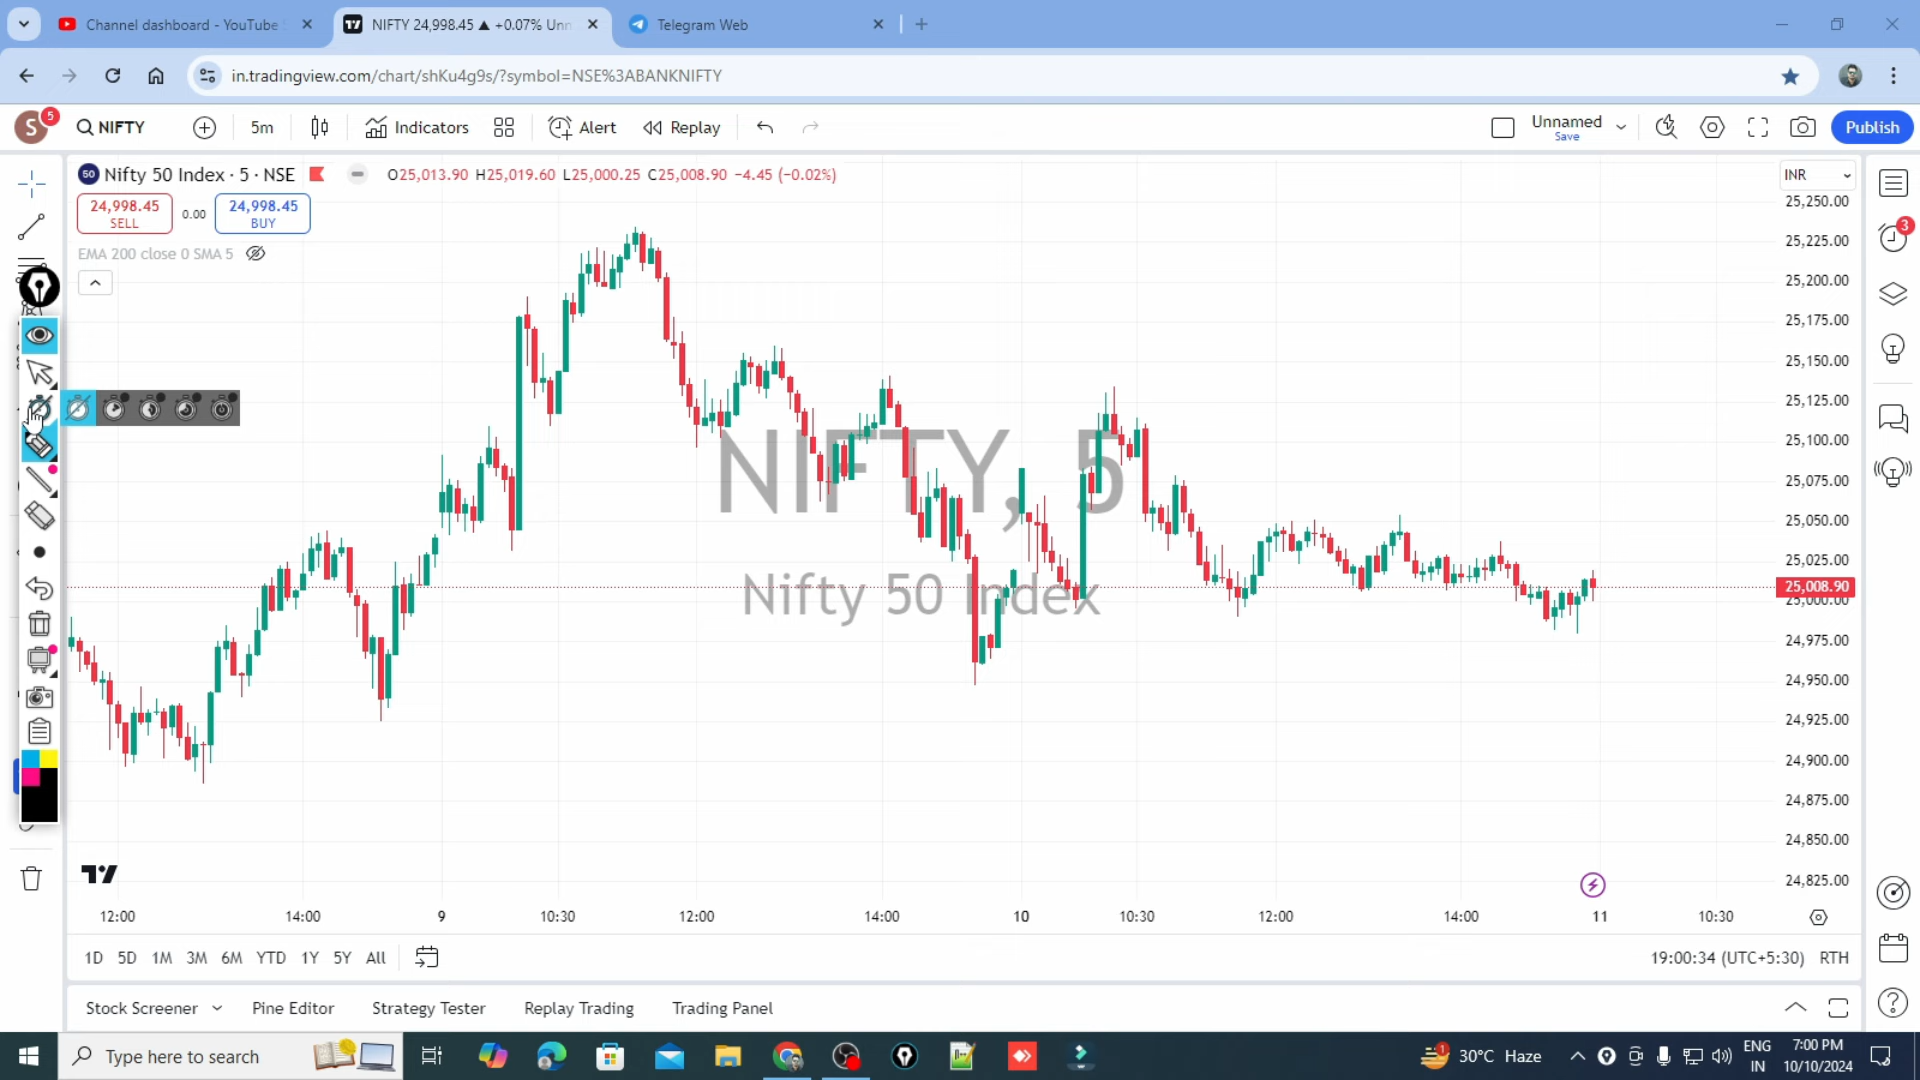 Channel dashboard - YouTube
NIFTY 24,998.45 ▲ +0.07% Unn
Telegram Web
in.tradingview.com/chart/shKu4g9s/?symbol=NSE%3ABANKNIFTY
S
5
NIFTY
5m
Indicators
Alert
Replay
Unnamed
Save
Publish
50
Nifty 50 Index · 5 · NSE
O25,013.90 H25,019.60 L25,000.25 C25,008.90 −4.45 (−0.02%)
INR
24,998.45
SELL
0.00
24,998.45
BUY
EMA 200 close 0 SMA 5
3
25,250.00
25,225.00
25,200.00
25,175.00
25,150.00
25,125.00
25,100.00
25,075.00
25,050.00
25,025.00
25,008.90
25,000.00
24,975.00
24,950.00
24,925.00
24,900.00
24,875.00
24,850.00
24,825.00
NIFTY, 5
Nifty 50 Index
12:00 14:00 9 10:30 12:00 14:00 10 10:30 12:00 14:00 11 10:30
1D 5D 1M 3M 6M YTD 1Y 5Y All
19:00:34 (UTC+5:30) RTH
Stock Screener Pine Editor Strategy Tester Replay Trading Trading Panel
Type here to search
1
30°C Haze
ENG
IN
7:00 PM
10/10/2024